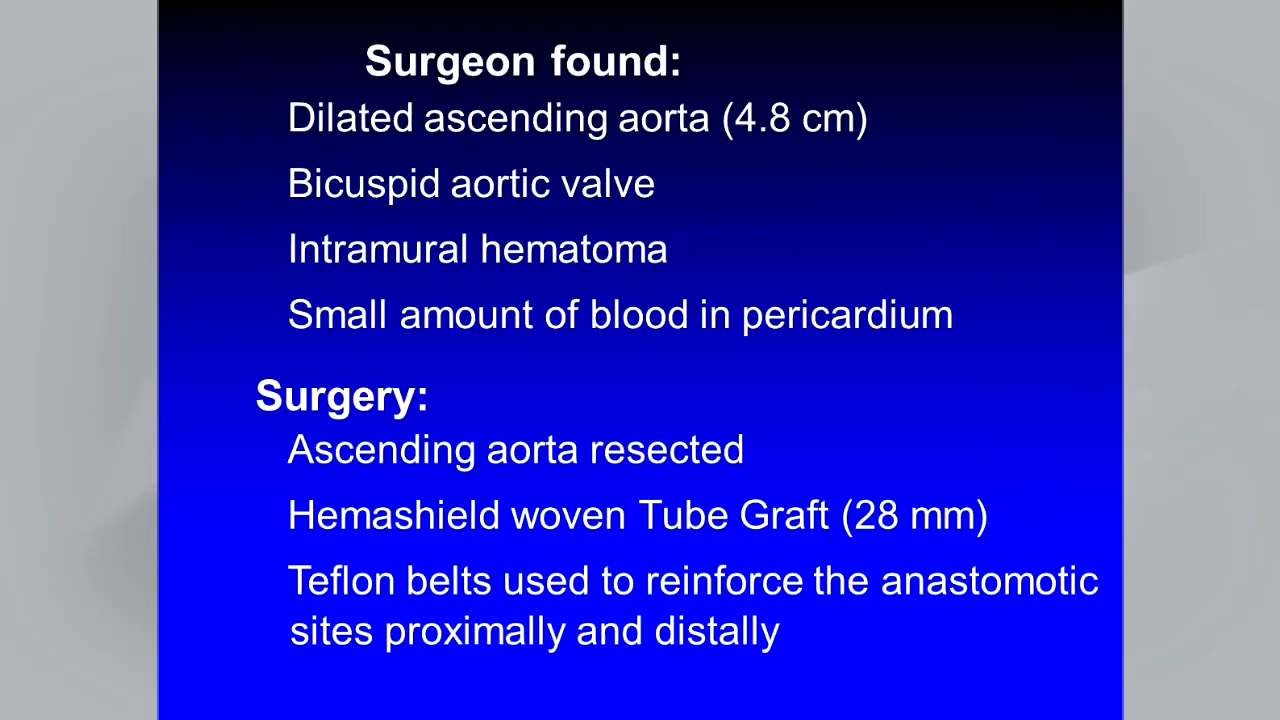 Surgeon found:
Dilated ascending aorta (4.8 cm)
Bicuspid aortic valve
Intramural hematoma
Small amount of blood in pericardium
Surgery:
Ascending aorta resected
Hemashield woven Tube Graft (28 mm)
Teflon belts used to reinforce the anastomotic
sites proximally and distally